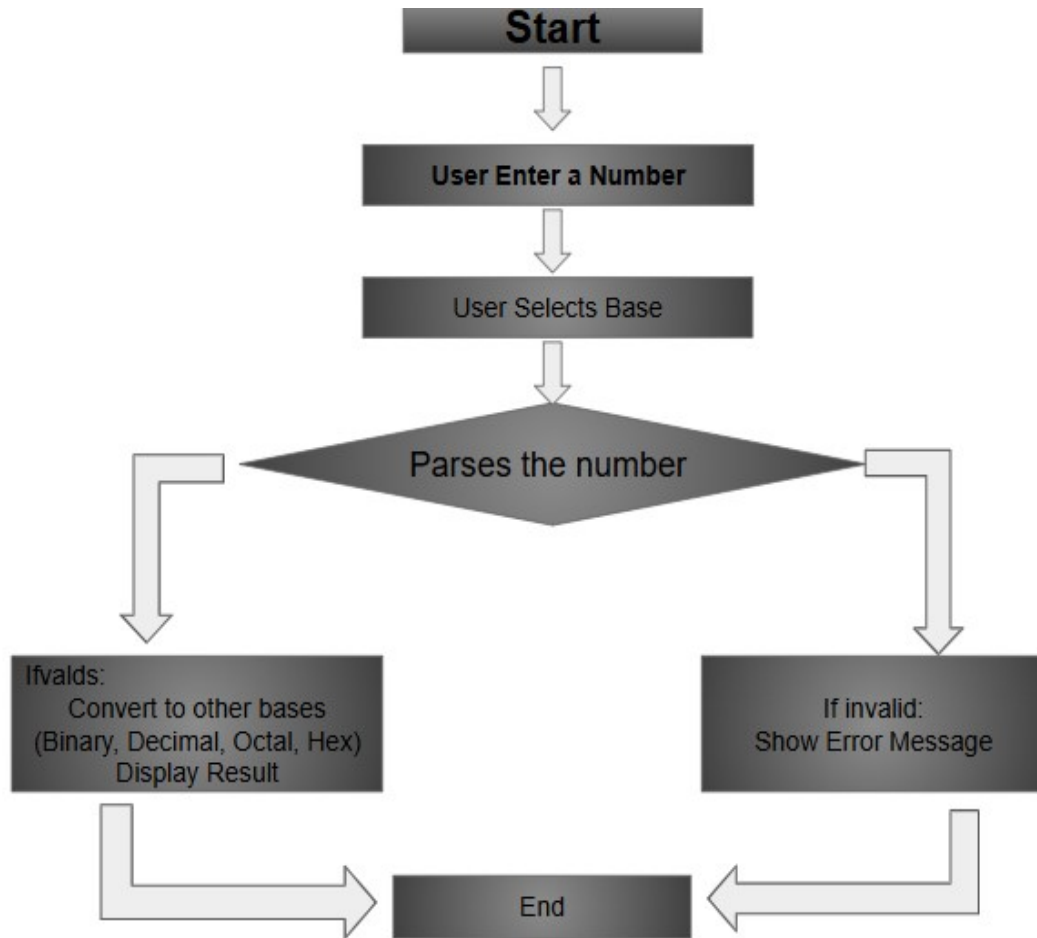 Start
User Enter a Number
User Selects Base
Parses the number
Ifvalds:
Convert to other bases
(Binary, Decimal, Octal, Hex)
Display Result
If invalid:
Show Error Message
End